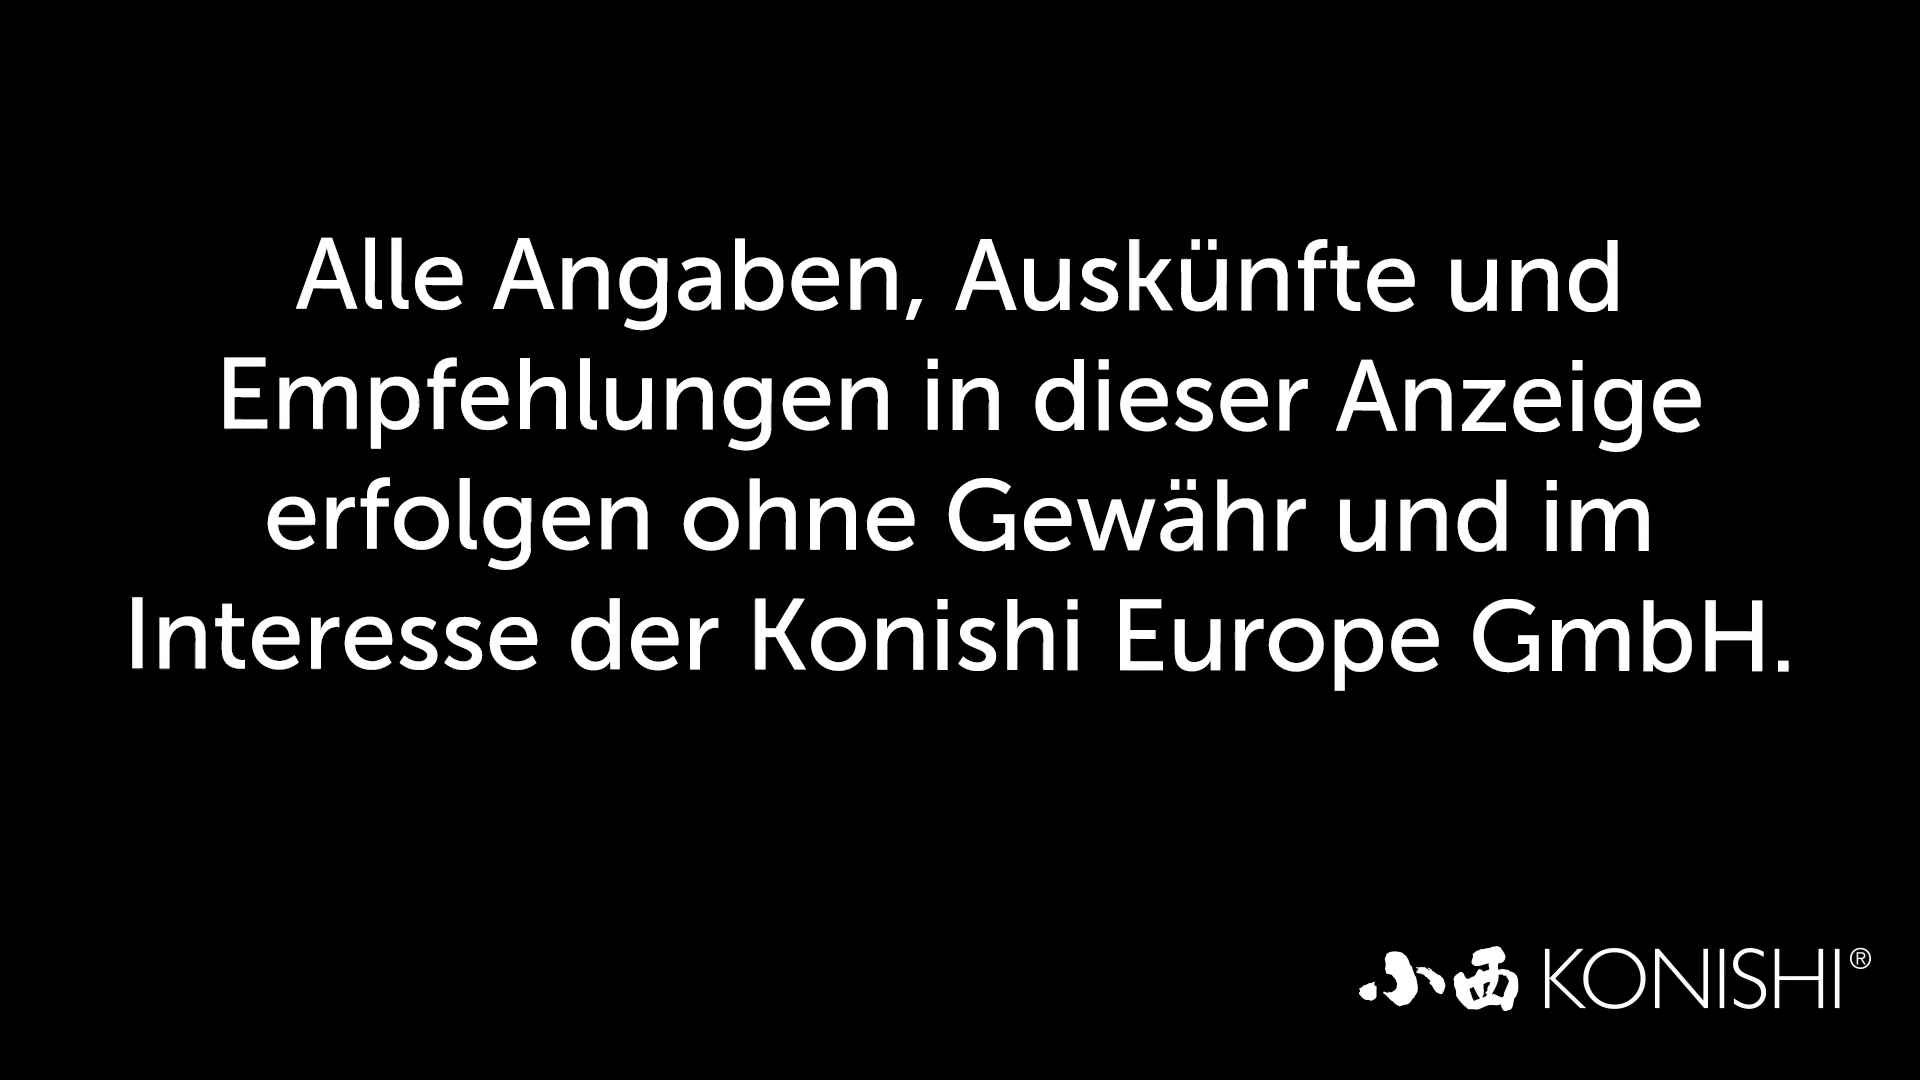 Alle Angaben, Auskünfte und
Empfehlungen in dieser Anzeige
erfolgen ohne Gewähr und im
Interesse der Konishi Europe GmbH.
小西 KONISHI®